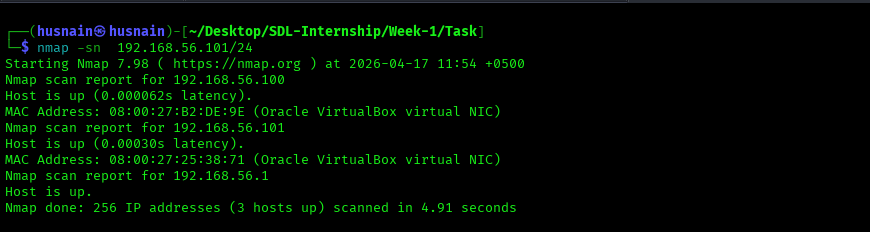 ┌──(husnain㉿husnain)-[~/Desktop/SDL-Internship/Week-1/Task]
└─$ nmap -sn  192.168.56.101/24
Starting Nmap 7.98 ( https://nmap.org ) at 2026-04-17 11:54 +0500
Nmap scan report for 192.168.56.100
Host is up (0.000062s latency).
MAC Address: 08:00:27:B2:DE:9E (Oracle VirtualBox virtual NIC)
Nmap scan report for 192.168.56.101
Host is up (0.00030s latency).
MAC Address: 08:00:27:25:38:71 (Oracle VirtualBox virtual NIC)
Nmap scan report for 192.168.56.1
Host is up.
Nmap done: 256 IP addresses (3 hosts up) scanned in 4.91 seconds